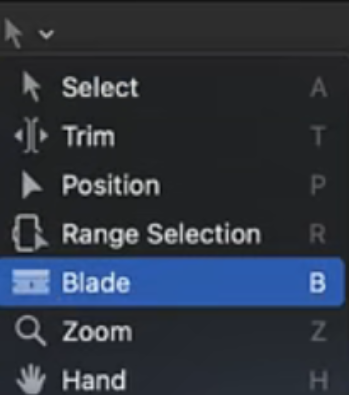 Select A
Trim T
Position P
Range Selection R
Blade B
Zoom Z
Hand H